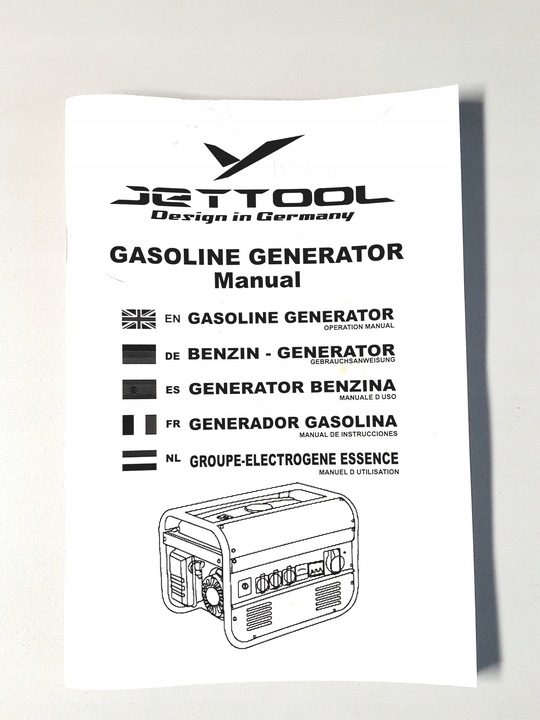 JETTOOL
Design in Germany
GASOLINE GENERATOR
Manual
EN GASOLINE GENERATOR
OPERATION MANUAL
DE BENZIN - GENERATOR
GEBRAUCHSANWEISUNG
ES GENERATOR BENZINA
MANUALE D USO
FR GENERADOR GASOLINA
MANUAL DE INSTRUCCIONES
NL GROUPE-ELECTROGENE ESSENCE
MANUEL D UTILISATION